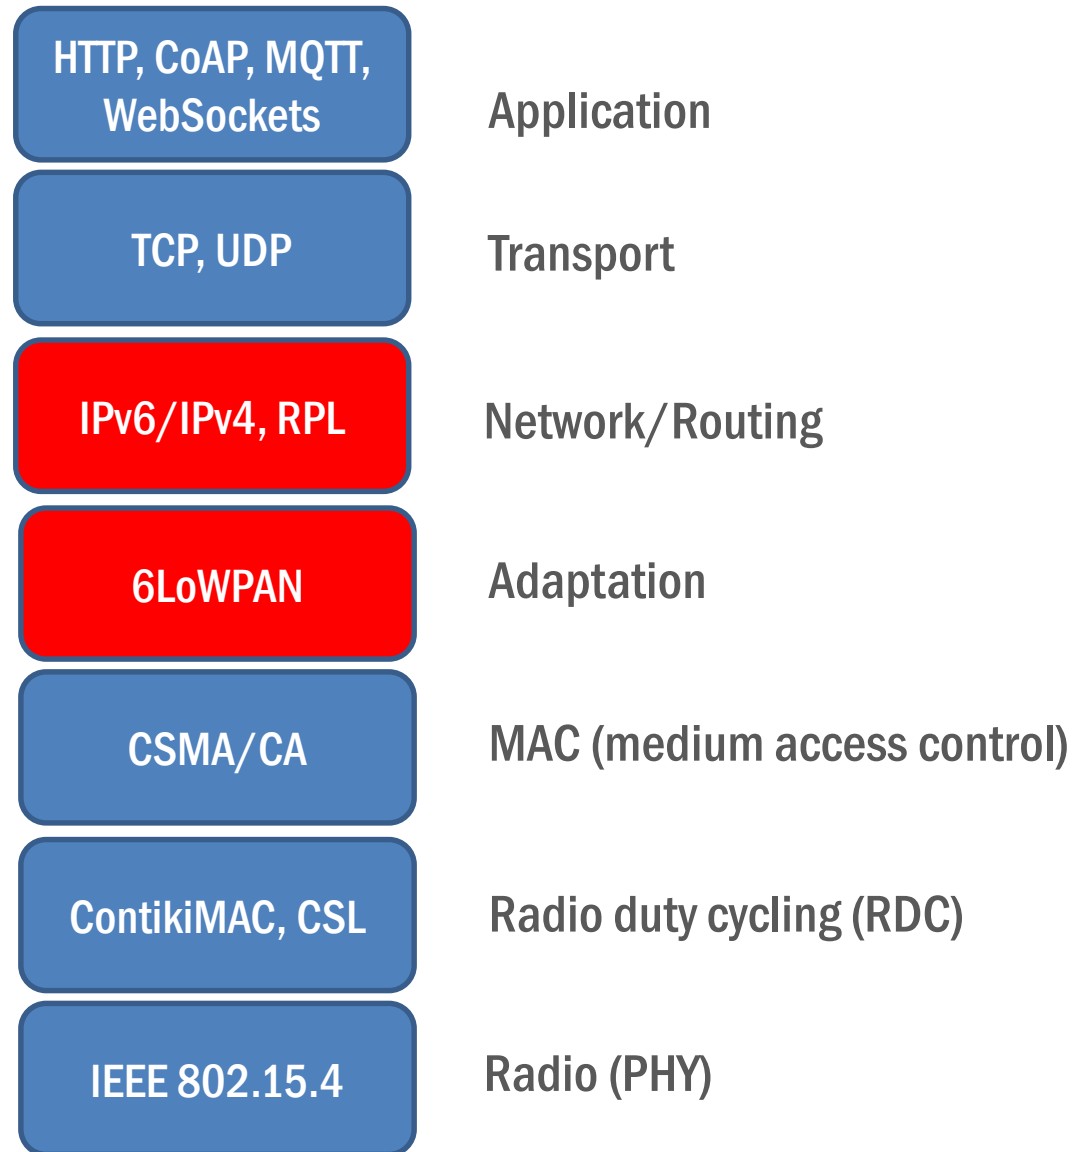 HTTP, CoAP, MQTT,
WebSockets
Application
TCP, UDP
Transport
IPv6/IPv4, RPL
Network/Routing
6LoWPAN
Adaptation
CSMA/CA
MAC (medium access control)
ContikiMAC, CSL
Radio duty cycling (RDC)
IEEE 802.15.4
Radio (PHY)